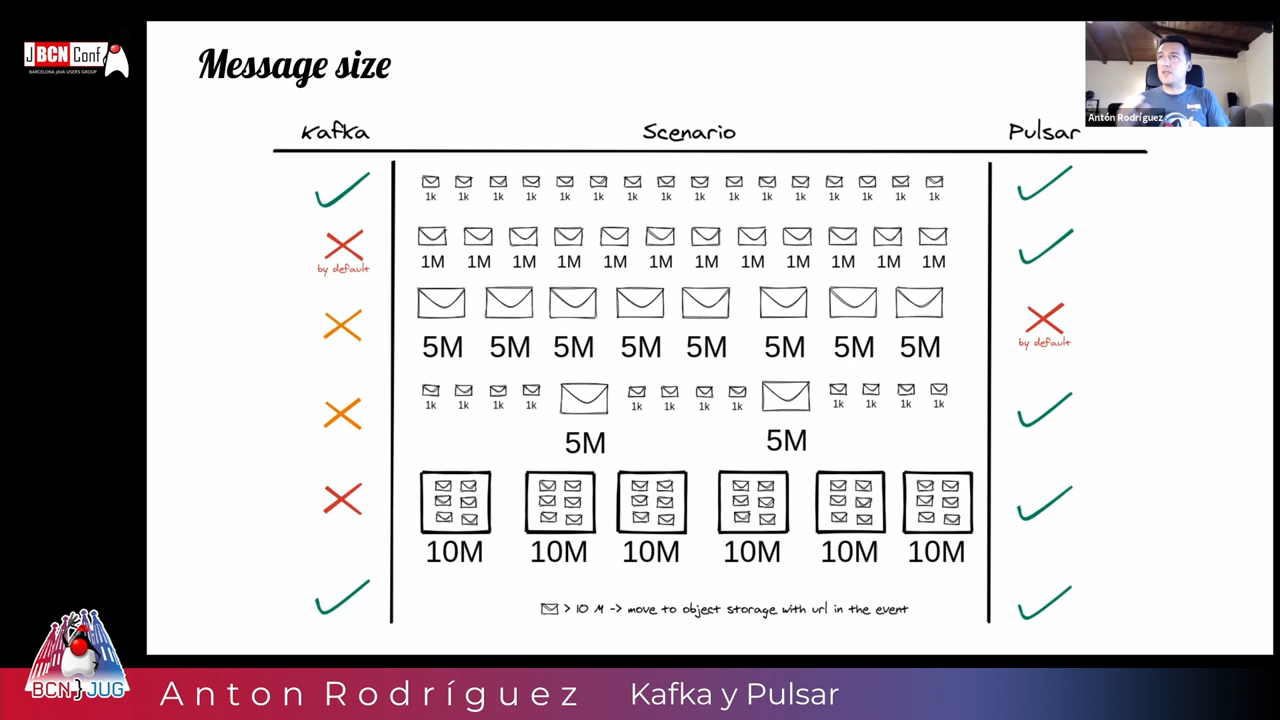 JBCNConf
BARCELONA JAVA USERS GROUP
Message size
Antón Rodríguez
Kafka Scenario Pulsar
1k 1k 1k 1k 1k 1k 1k 1k 1k 1k 1k 1k 1k 1k 1k 1k
1M 1M 1M 1M 1M 1M 1M 1M 1M 1M 1M 1M
by default
5M 5M 5M 5M 5M 5M 5M 5M
by default
1k 1k 1k 1k 1k 1k 1k 1k 1k 1k 1k 1k
5M 5M
10M 10M 10M 10M 10M 10M
> 10 M -> move to object storage with url in the event
BCN}JUG
Anton Rodríguez Kafka y Pulsar